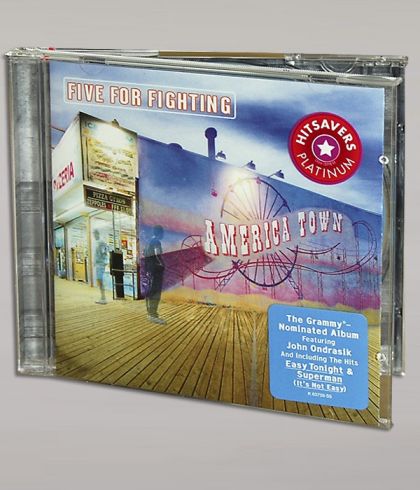 FIVE FOR FIGHTING
HITSAVERS
PLATINUM
PIZZERIA
AMERICA TOWN
The Grammy®–
Nominated Album
Featuring
John Ondrasik
And Including The Hits
Easy Tonight &
Superman
(It's Not Easy)